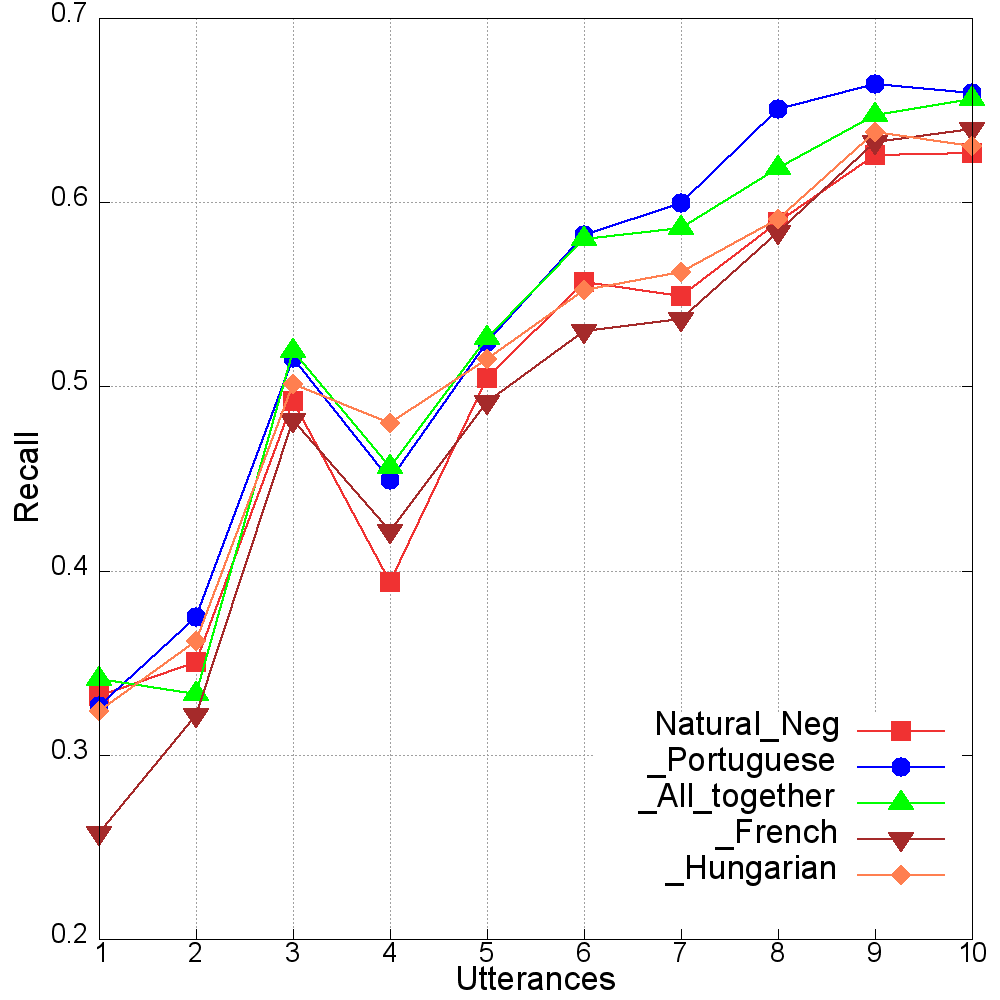 0.7
0.6
0.5
0.4
0.3
0.2
Recall
Natural_Neg
_Portuguese
_All_together
_French
_Hungarian
1 2 3 4 5 6 7 8 9 10
Utterances